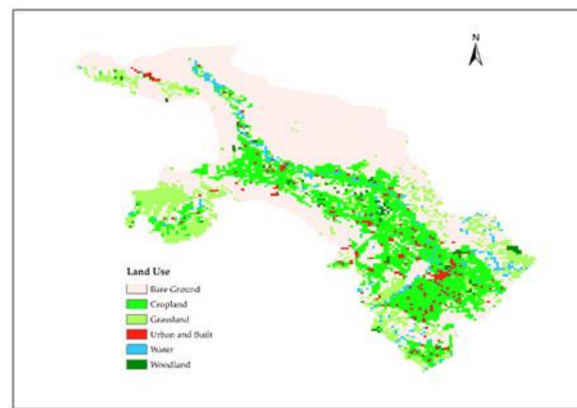 N
Land Use
Bare Ground
Cropland
Grassland
Urban and Built
Water
Woodland